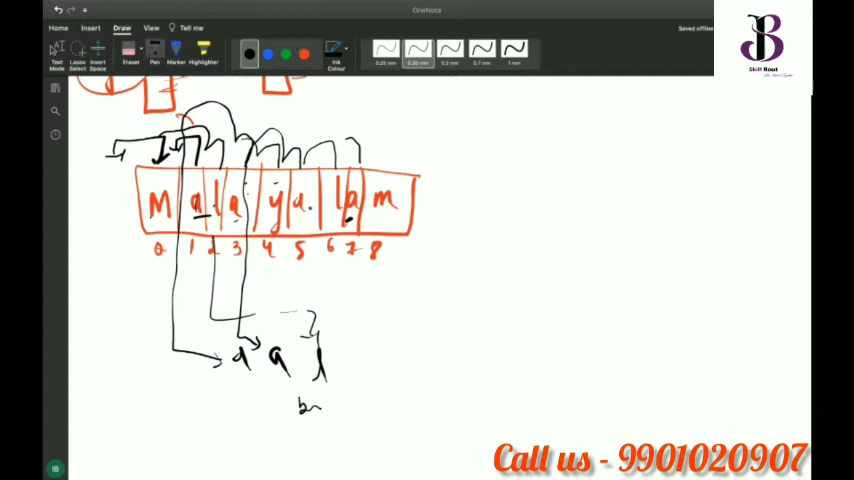 OneNote
Home Insert Draw View Tell me
Saved offline
Text Mode
Lasso Select
Insert Space
Eraser
Pen
Marker
Highlighter
Ink Colour
0.25 mm
0.35 mm
0.5 mm
0.7 mm
1 mm
B
Skill Rout
M a l a y a l a m
0 1 2 3 4 5 6 7 8
a a l
IB
Call us - 9901020907